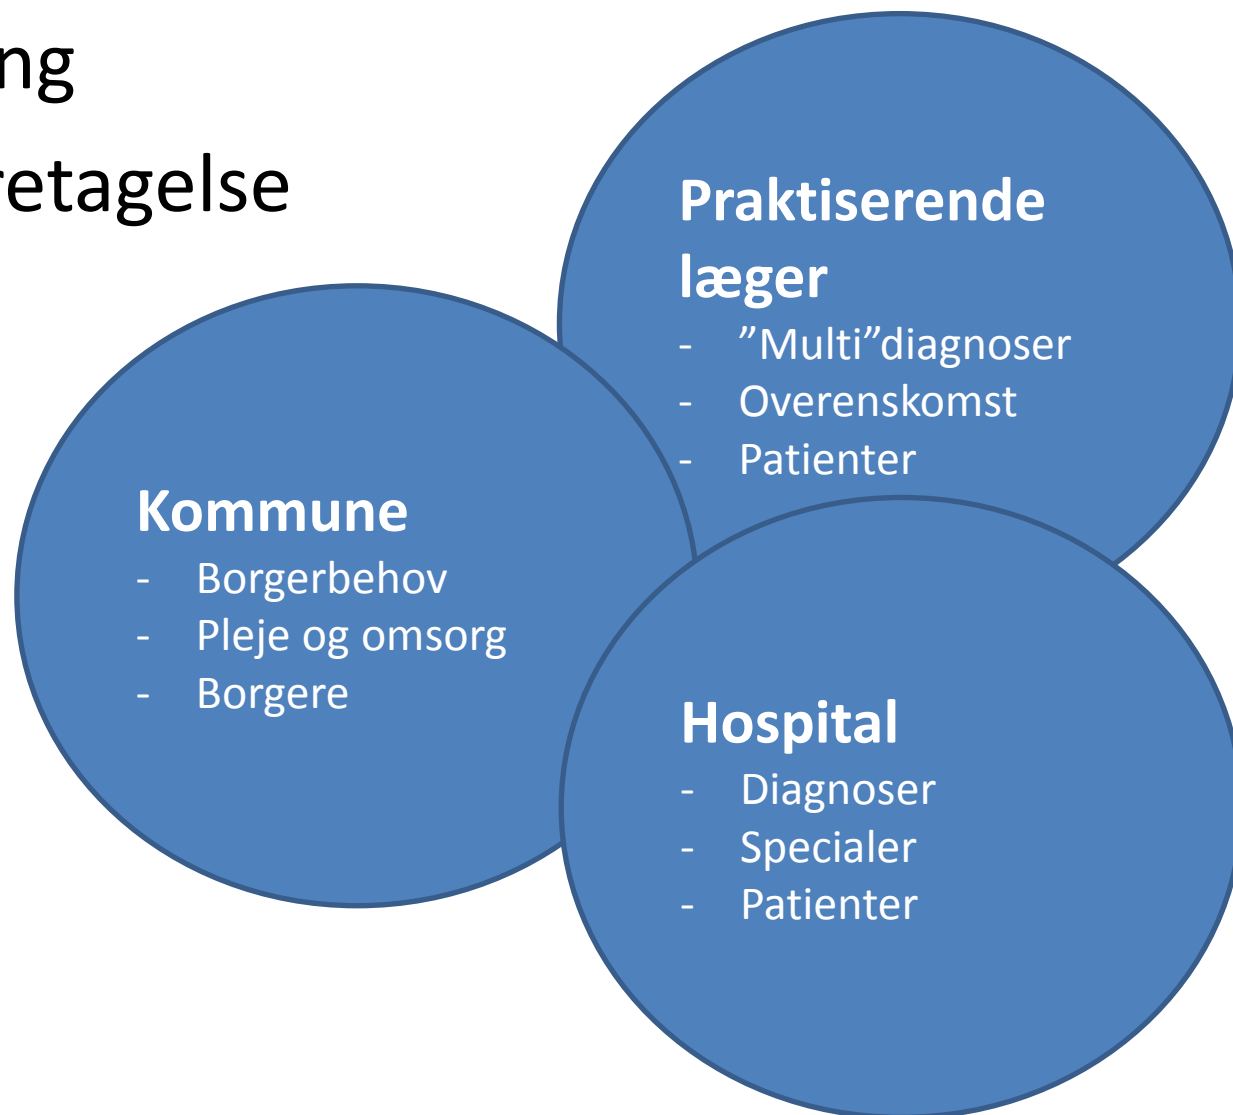 ng
retagelse
Praktiserende
læger
- ”Multi”diagnoser
- Overenskomst
- Patienter
Kommune
- Borgerbehov
- Pleje og omsorg
- Borgere
Hospital
- Diagnoser
- Specialer
- Patienter